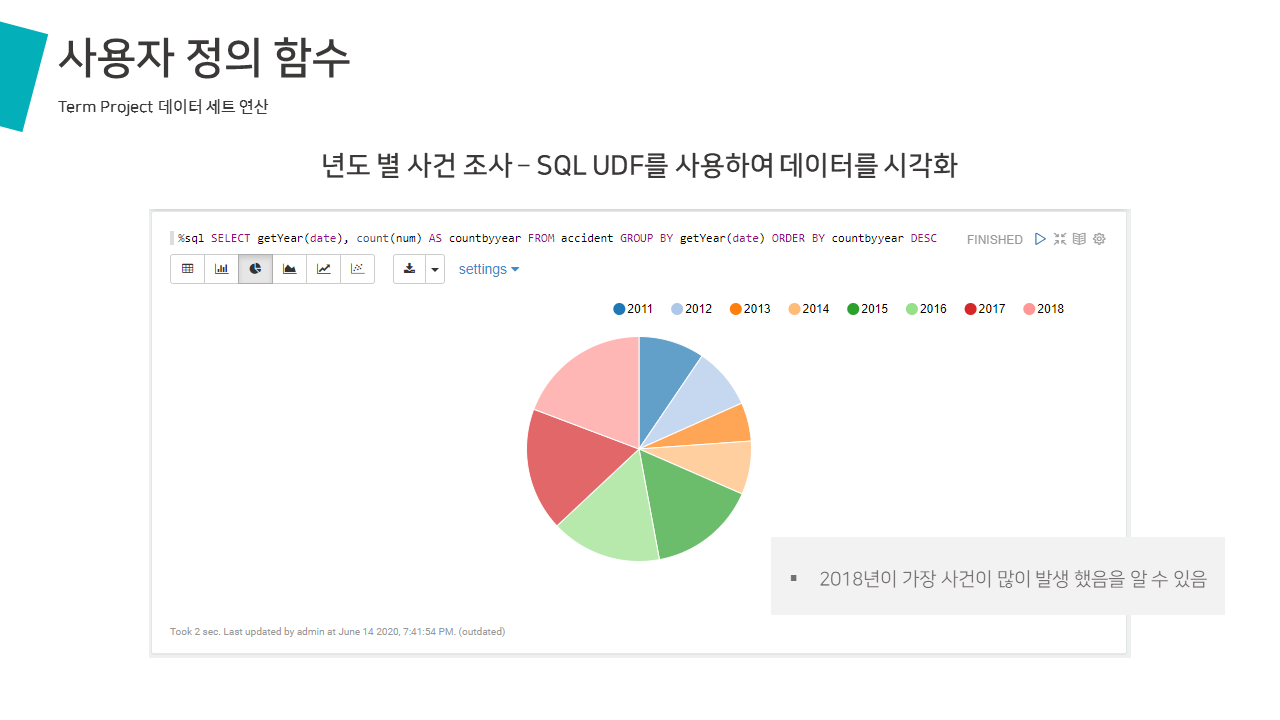 사용자 정의 함수
Term Project 데이터 세트 연산
년도 별 사건 조사 – SQL UDF를 사용하여 데이터를 시각화
%sql SELECT getYear(date), count(num) AS countbyyear FROM accident GROUP BY getYear(date) ORDER BY countbyyear DESC FINISHED
settings
2011 2012 2013 2014 2015 2016 2017 2018
▪ 2018년이 가장 사건이 많이 발생 했음을 알 수 있음
Took 2 sec. Last updated by admin at June 14 2020, 7:41:54 PM. (outdated)